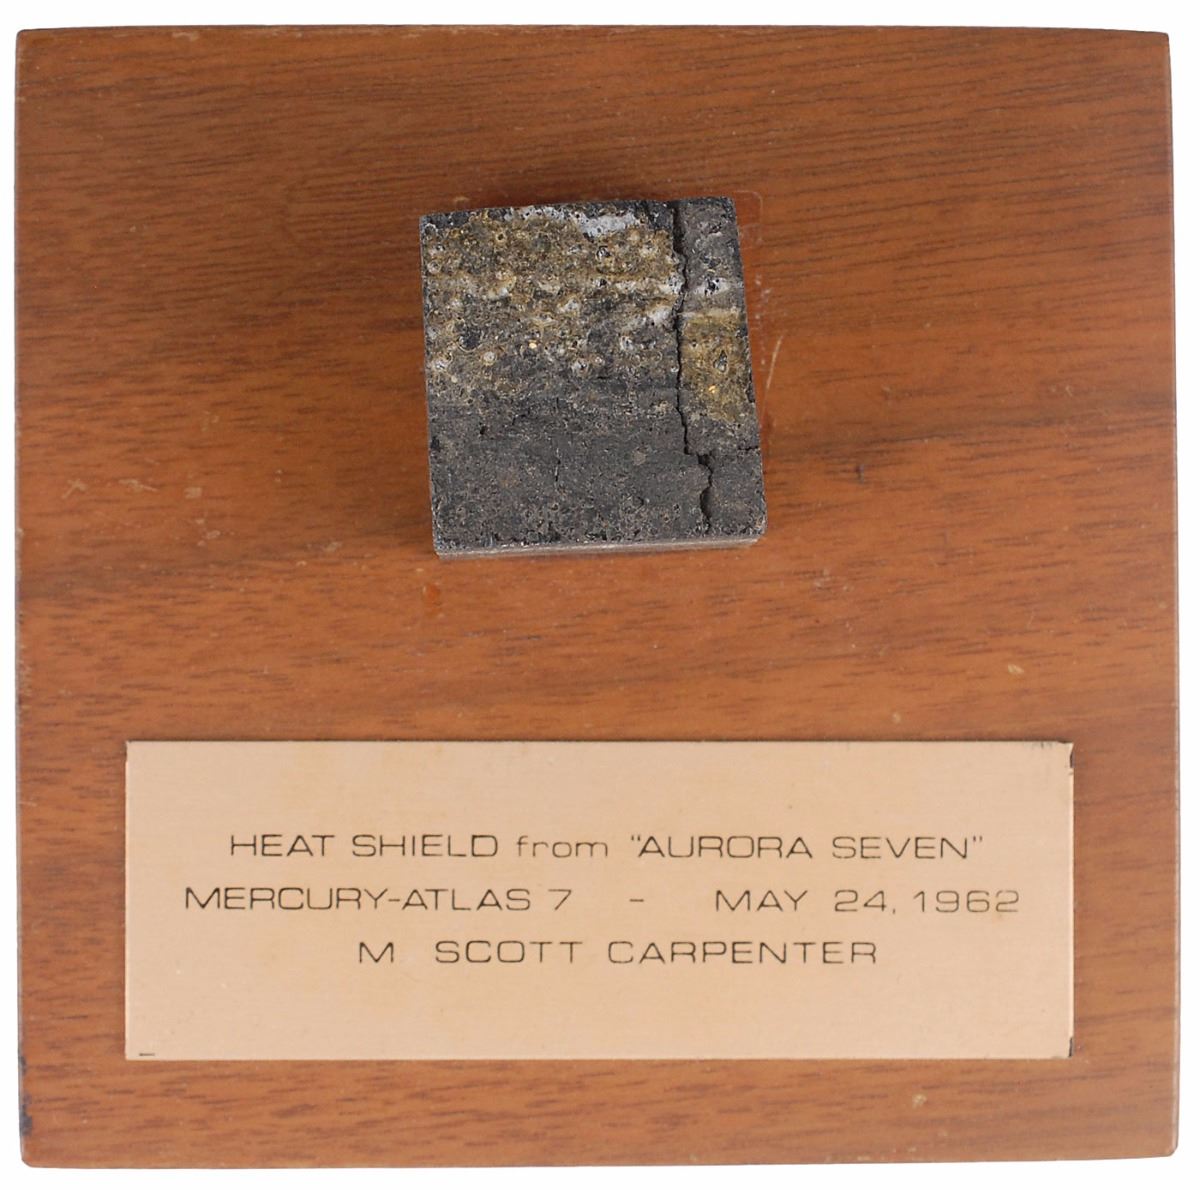 HEAT SHIELD from "AURORA SEVEN"
MERCURY-ATLAS 7 - MAY 24, 1962
M SCOTT CARPENTER